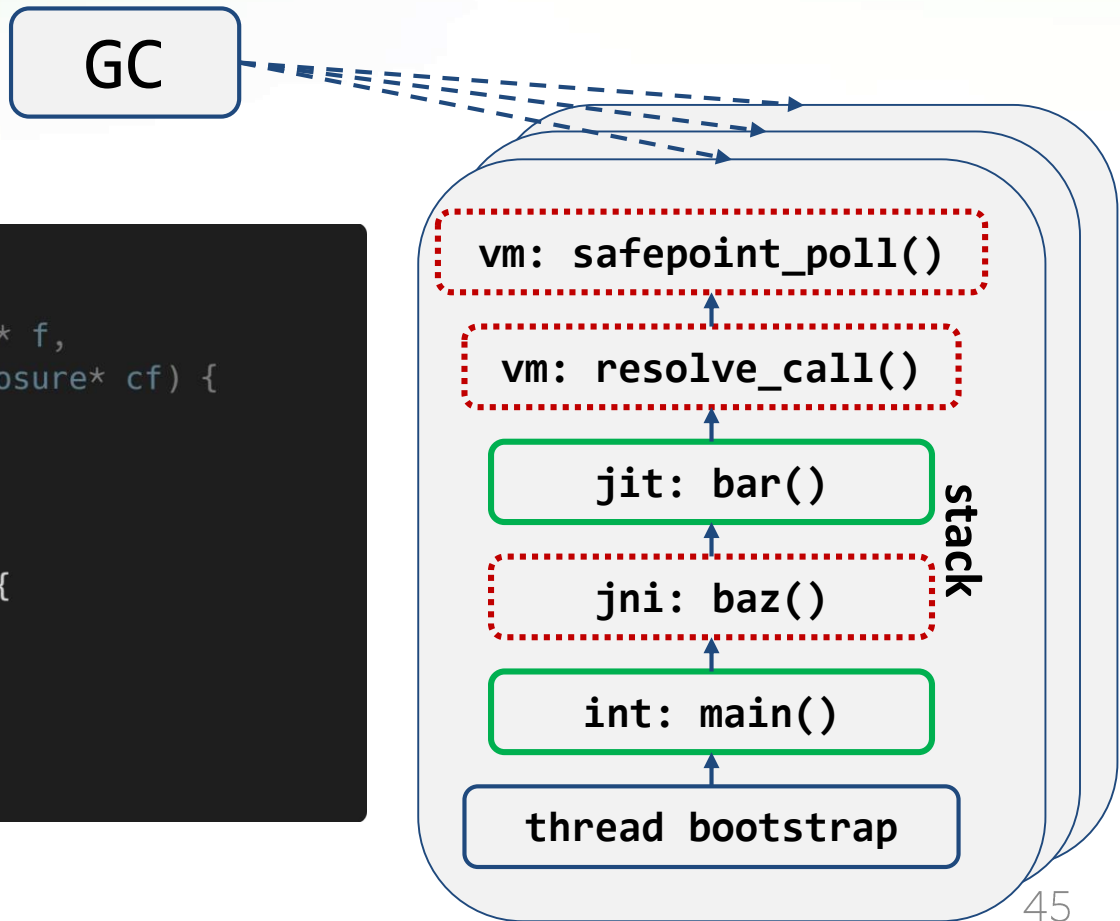 GC
* f,
osure* cf) {
{
vm: safepoint_poll()
vm: resolve_call()
jit: bar()
jni: baz()
int: main()
thread bootstrap
stack
45